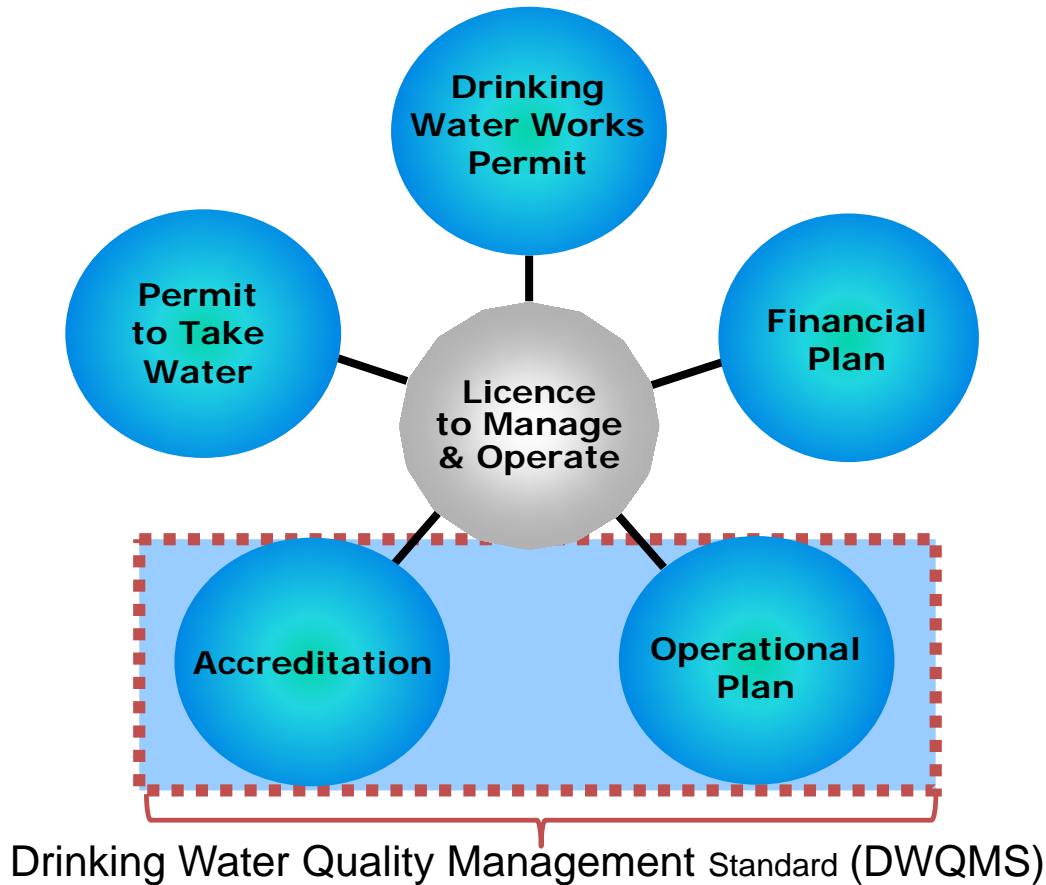 Drinking
Water Works
Permit
Permit
to Take
Water
Financial
Plan
Licence
to Manage
& Operate
Accreditation
Operational
Plan
Drinking Water Quality Management Standard (DWQMS)